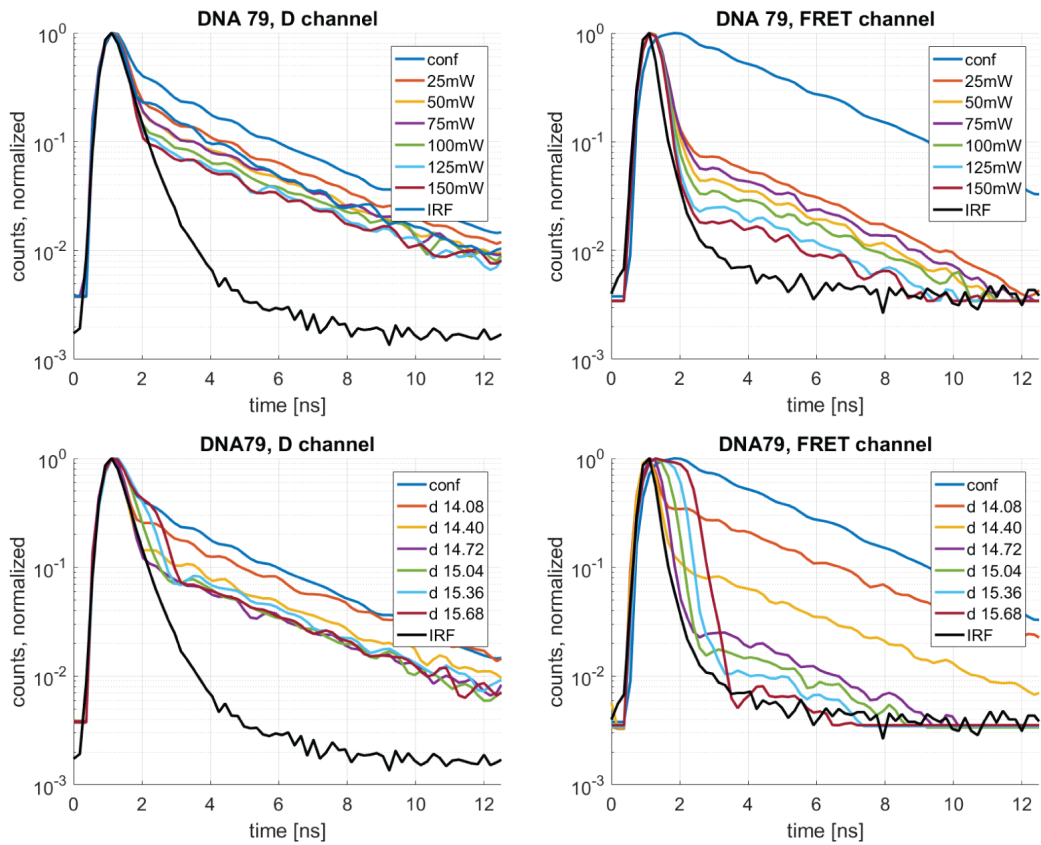 DNA 79, D channel
counts, normalized
10^0
10^-1
10^-2
10^-3
0 2 4 6 8 10 12
time [ns]
conf
25mW
50mW
75mW
100mW
125mW
150mW
IRF
DNA 79, FRET channel
counts, normalized
10^0
10^-1
10^-2
10^-3
0 2 4 6 8 10 12
time [ns]
conf
25mW
50mW
75mW
100mW
125mW
150mW
IRF
DNA79, D channel
counts, normalized
10^0
10^-1
10^-2
10^-3
0 2 4 6 8 10 12
time [ns]
conf
d 14.08
d 14.40
d 14.72
d 15.04
d 15.36
d 15.68
IRF
DNA79, FRET channel
counts, normalized
10^0
10^-1
10^-2
10^-3
0 2 4 6 8 10 12
time [ns]
conf
d 14.08
d 14.40
d 14.72
d 15.04
d 15.36
d 15.68
IRF